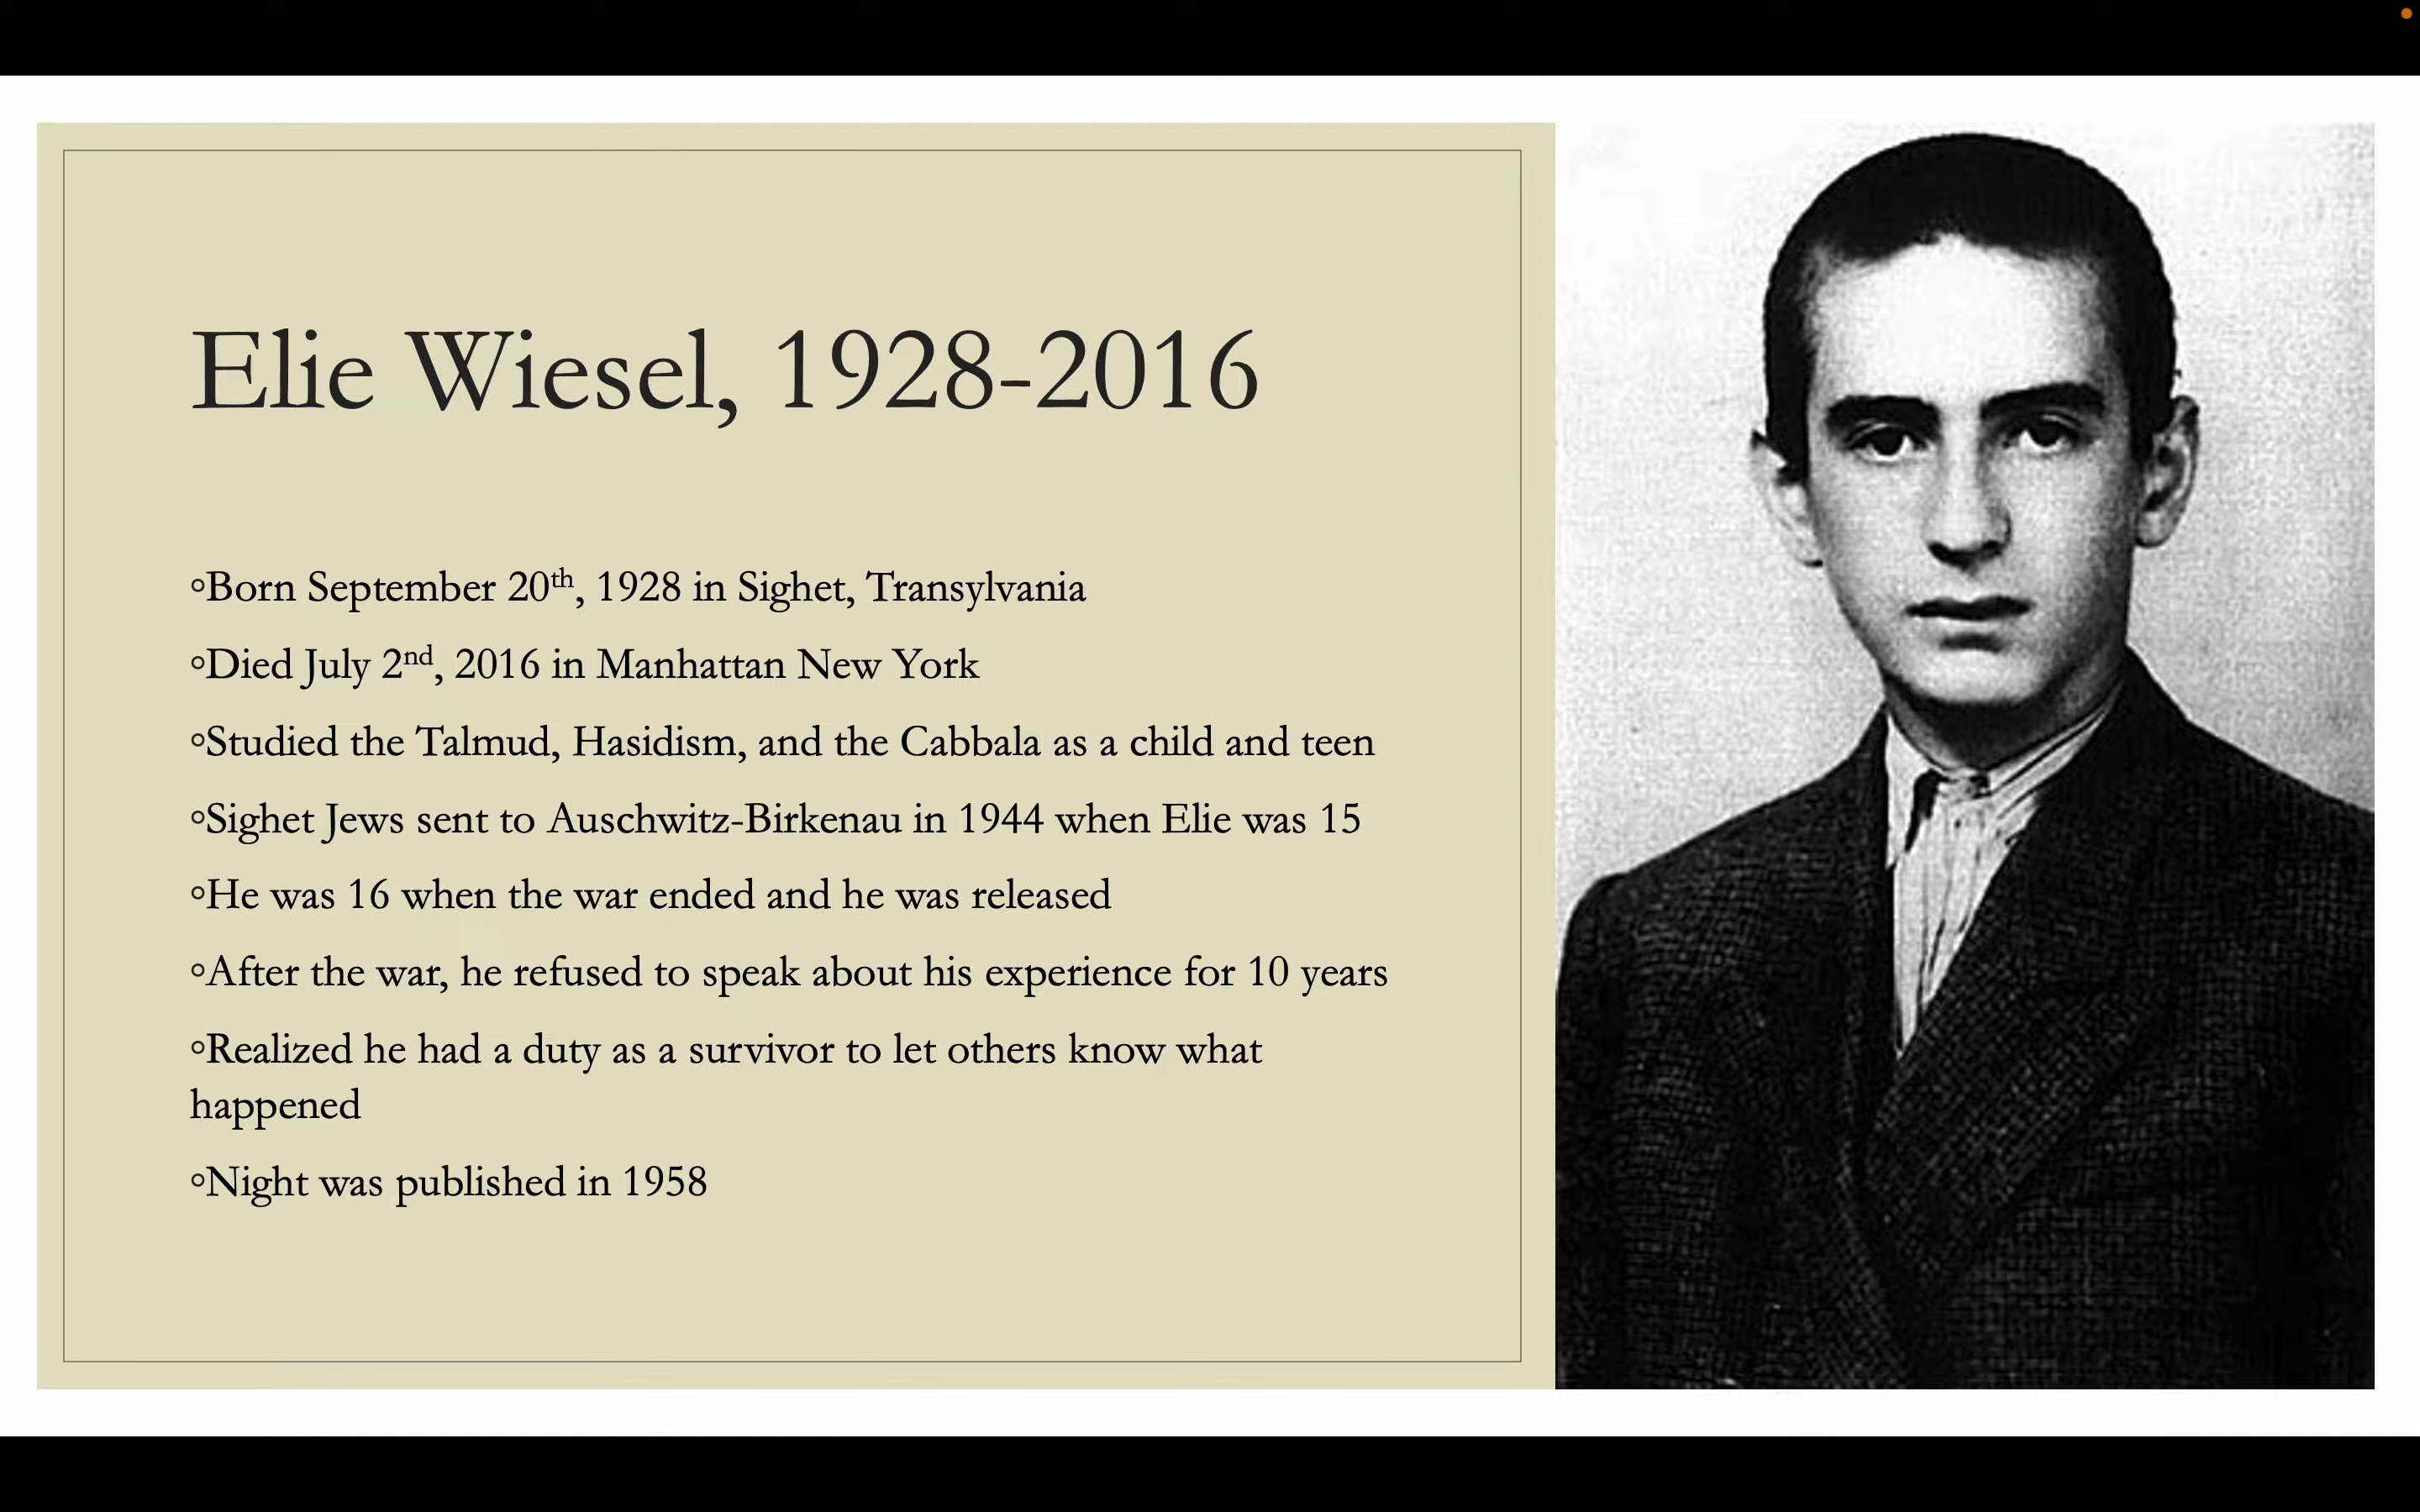 Elie Wiesel, 1928-2016
◦Born September 20th, 1928 in Sighet, Transylvania
◦Died July 2nd, 2016 in Manhattan New York
◦Studied the Talmud, Hasidism, and the Cabbala as a child and teen
◦Sighet Jews sent to Auschwitz-Birkenau in 1944 when Elie was 15
◦He was 16 when the war ended and he was released
◦After the war, he refused to speak about his experience for 10 years
◦Realized he had a duty as a survivor to let others know what
happened
◦Night was published in 1958